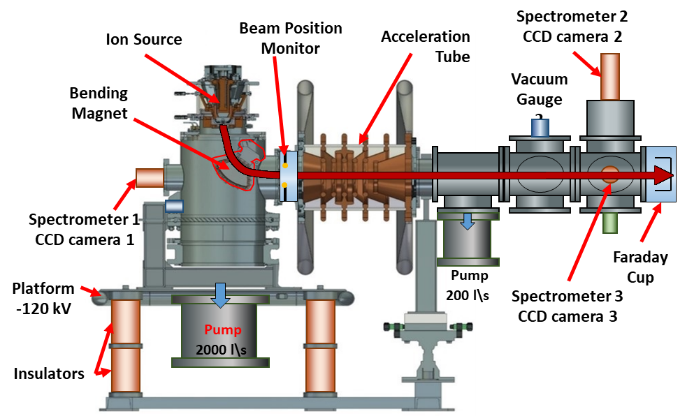 Spectrometer 2
CCD camera 2
Ion Source
Beam Position
Monitor
Acceleration
Tube
Bending
Magnet
Vacuum
Gauge
Spectrometer 1
CCD camera 1
Platform
-120 kV
Insulators
Pump
2000 l\s
Pump
200 l\s
Spectrometer 3
CCD camera 3
Faraday
Cup